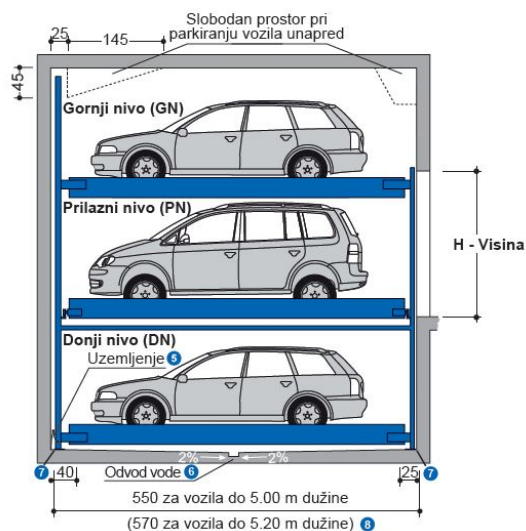 Slobodan prostor pri
parkiranju vozila unapred
25 145
45
Gornji nivo (GN)
Prilazni nivo (PN)
H - Visina
Donji nivo (DN)
Uzemljenje 5
2% 2%
7 40 Odvod vode 6 25 7
550 za vozila do 5.00 m dužine
(570 za vozila do 5.20 m dužine) 8